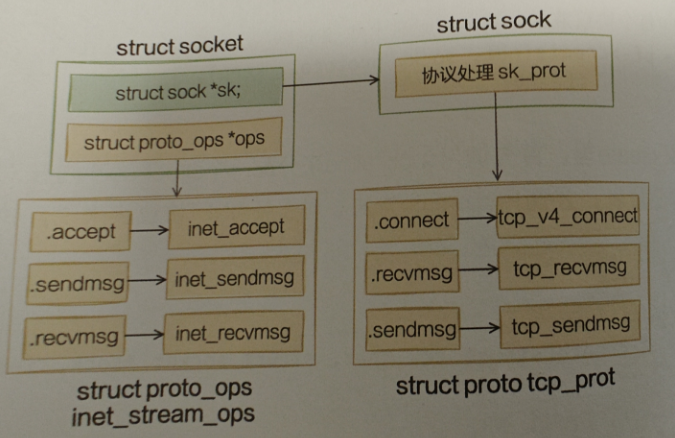 struct socket
struct sock *sk;
struct proto_ops *ops
struct sock
协议处理 sk_prot
.accept
inet_accept
.sendmsg
inet_sendmsg
.recvmsg
inet_recvmsg
struct proto_ops
inet_stream_ops
.connect
tcp_v4_connect
.recvmsg
tcp_recvmsg
.sendmsg
tcp_sendmsg
struct proto tcp_prot